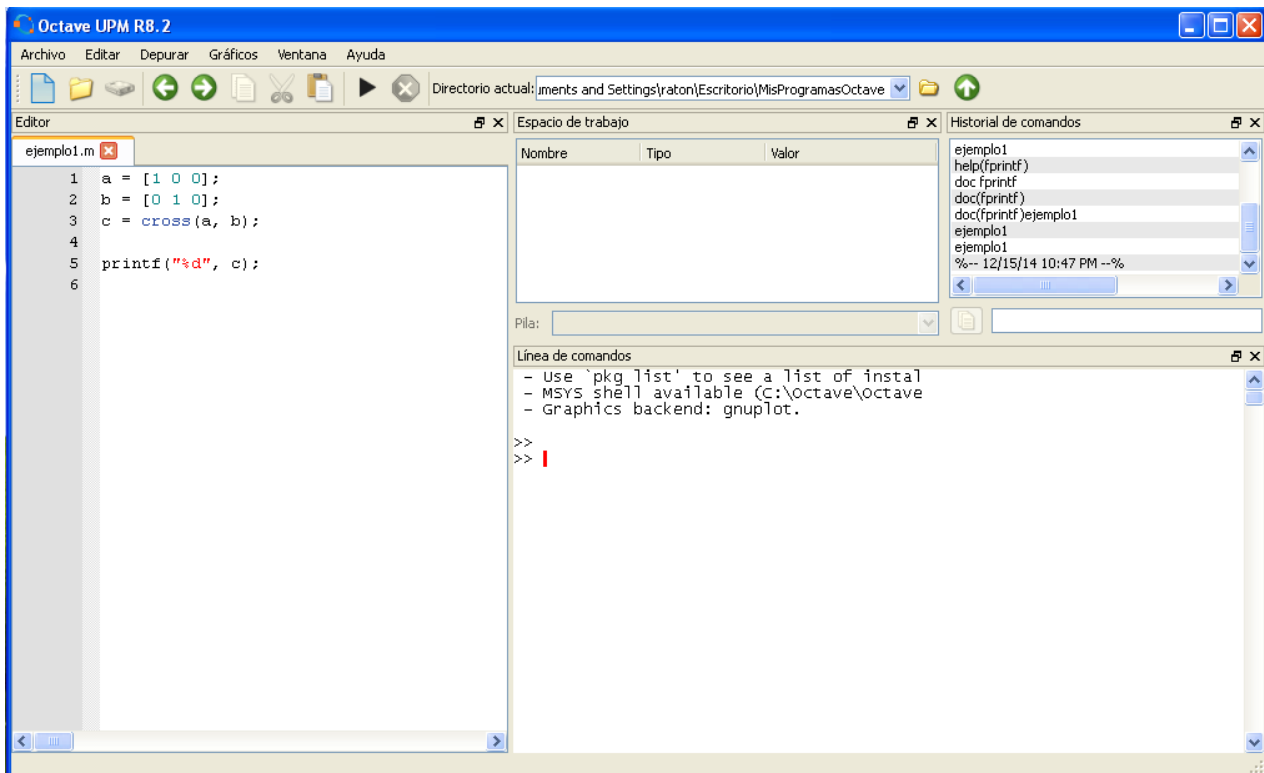 Octave UPM R8.2
Archivo Editar Depurar Gráficos Ventana Ayuda
Directorio actual: uments and Settings\raton\Escritorio\MisProgramasOctave
Editor
ejemplo1.m
1 a = [1 0 0];
2 b = [0 1 0];
3 c = cross(a, b);
4
5 printf("%d", c);
6
Espacio de trabajo
Nombre Tipo Valor
Pila:
Historial de comandos
ejemplo1
help(fprintf)
doc fprintf
doc(fprintf)
doc(fprintf)ejemplo1
ejemplo1
ejemplo1
%-- 12/15/14 10:47 PM --%
Línea de comandos
- Use `pkg list' to see a list of instal
- MSYS shell available (C:\Octave\Octave
- Graphics backend: gnuplot.
>>
>>